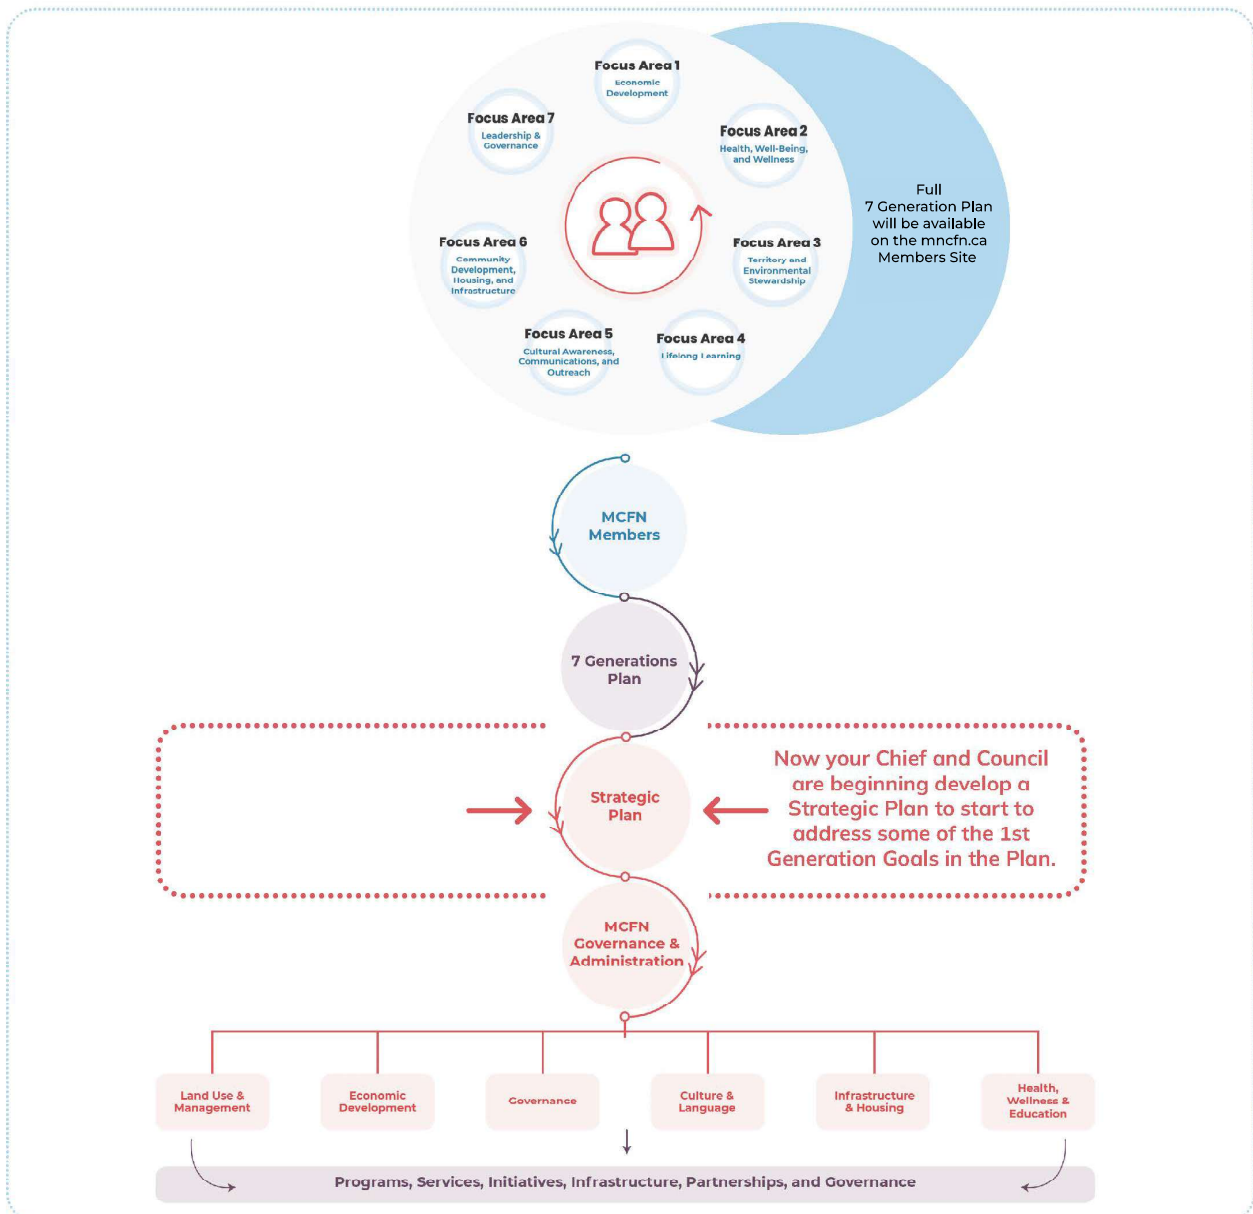 Focus Area 1
Economic
Development
Focus Area 2
Health, Well-Being,
and Wellness
Focus Area 3
Territory and
Environmental
Stewardship
Focus Area 4
Lifelong Learning
Focus Area 5
Cultural Awareness,
Communications, and
Outreach
Focus Area 6
Community
Development,
Housing, and
Infrastructure
Focus Area 7
Leadership &
Governance
Full
7 Generation Plan
will be available
on the mncfn.ca
Members Site
MCFN
Members
7 Generations
Plan
Strategic
Plan
Now your Chief and Council
are beginning develop a
Strategic Plan to start to
address some of the 1st
Generation Goals in the Plan.
MCFN
Governance &
Administration
Land Use &
Management
Economic
Development
Governance
Culture &
Language
Infrastructure
& Housing
Health,
Wellness &
Education
Programs, Services, Initiatives, Infrastructure, Partnerships, and Governance